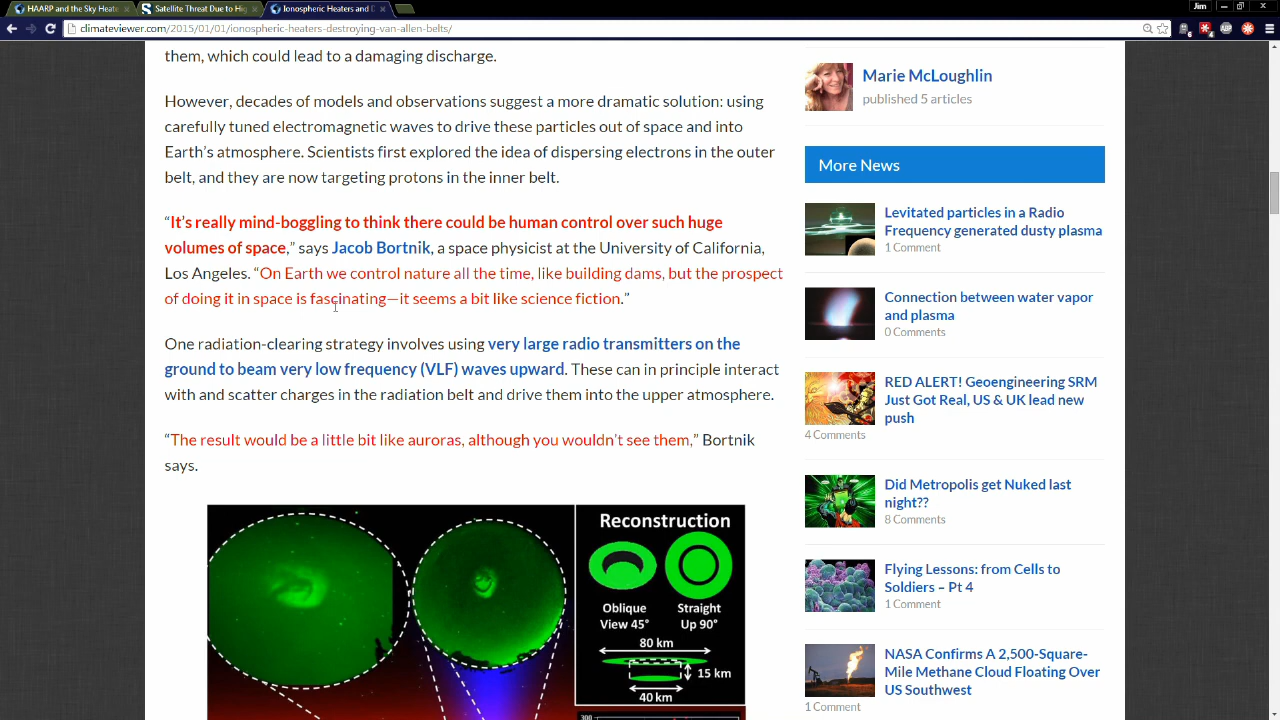 HAARP and the Sky Heate
Satellite Threat Due to Hig
Ionospheric Heaters and D
Jim
climateviewer.com/2015/01/01/ionospheric-heaters-destroying-van-allen-belts/
them, which could lead to a damaging discharge.
However, decades of models and observations suggest a more dramatic solution: using
carefully tuned electromagnetic waves to drive these particles out of space and into
Earth’s atmosphere. Scientists first explored the idea of dispersing electrons in the outer
belt, and they are now targeting protons in the inner belt.
“It’s really mind-boggling to think there could be human control over such huge
volumes of space,” says Jacob Bortnik, a space physicist at the University of California,
Los Angeles. “On Earth we control nature all the time, like building dams, but the prospect
of doing it in space is fascinating—it seems a bit like science fiction.”
One radiation-clearing strategy involves using very large radio transmitters on the
ground to beam very low frequency (VLF) waves upward. These can in principle interact
with and scatter charges in the radiation belt and drive them into the upper atmosphere.
“The result would be a little bit like auroras, although you wouldn’t see them,” Bortnik
says.
Reconstruction
Oblique
View 45°
Straight
Up 90°
80 km
15 km
40 km
300
Marie McLoughlin
published 5 articles
More News
Levitated particles in a Radio
Frequency generated dusty plasma
1 Comment
Connection between water vapor
and plasma
0 Comments
RED ALERT! Geoengineering SRM
Just Got Real, US & UK lead new
push
4 Comments
Did Metropolis get Nuked last
night??
8 Comments
Flying Lessons: from Cells to
Soldiers – Pt 4
1 Comment
NASA Confirms A 2,500-Square-
Mile Methane Cloud Floating Over
US Southwest
1 Comment